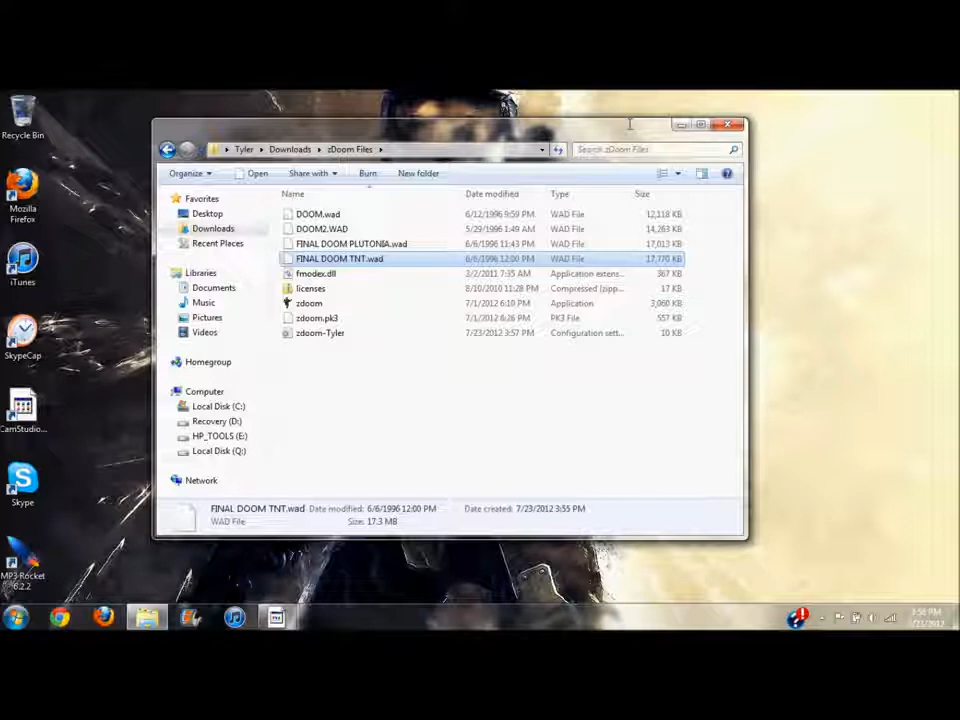 Recycle Bin
Mozilla
Firefox
iTunes
SkypeCap
CamStudio...
Skype
MP3 Rocket
6.2.2
Tyler Downloads zDoom Files
Search zDoom Files
Organize Open Share with Burn New folder
Favorites
Desktop
Downloads
Recent Places
Libraries
Documents
Music
Pictures
Videos
Homegroup
Computer
Local Disk (C:)
Recovery (D:)
HP_TOOLS (E:)
Local Disk (Q:)
Network
Name Date modified Type Size
DOOM.wad 6/12/1996 9:59 PM WAD File 12,118 KB
DOOM2.WAD 5/29/1996 1:49 AM WAD File 14,263 KB
FINAL DOOM PLUTONIA.wad 6/6/1996 11:43 PM WAD File 17,013 KB
FINAL DOOM TNT.wad 6/6/1996 12:00 PM WAD File 17,770 KB
fmodex.dll 3/2/2011 7:35 AM Application extens... 367 KB
licenses 8/10/2010 11:28 PM Compressed (zipp... 17 KB
zdoom 7/1/2012 6:10 PM Application 3,060 KB
zdoom.pk3 7/1/2012 6:26 PM PK3 File 557 KB
zdoom-Tyler 7/23/2012 3:57 PM Configuration sett... 10 KB
FINAL DOOM TNT.wad Date modified: 6/6/1996 12:00 PM Date created: 7/23/2012 3:55 PM
WAD File Size: 17.3 MB
PM
7/23/2012